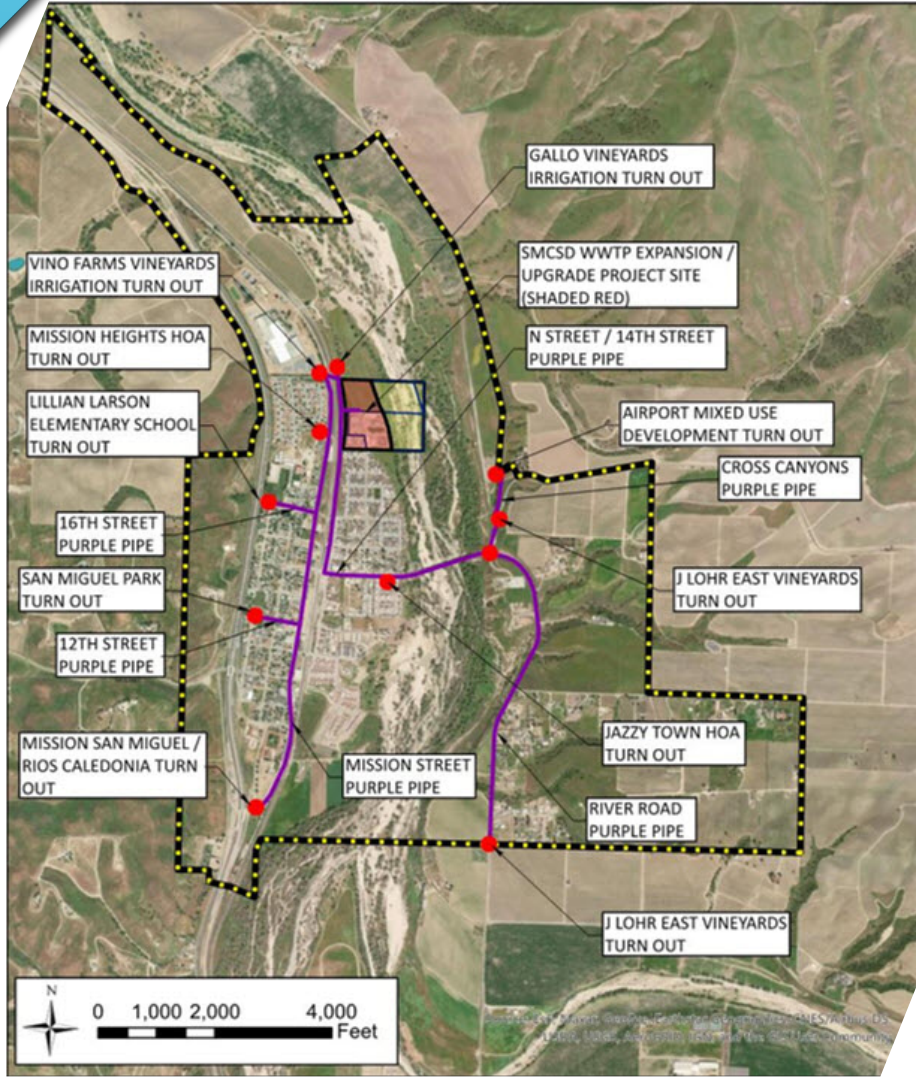 GALLO VINEYARDS
IRRIGATION TURN OUT
SMCSD WWTP EXPANSION /
UPGRADE PROJECT SITE
(SHADED RED)
VINO FARMS VINEYARDS
IRRIGATION TURN OUT
MISSION HEIGHTS HOA
TURN OUT
N STREET / 14TH STREET
PURPLE PIPE
LILLIAN LARSON
ELEMENTARY SCHOOL
TURN OUT
AIRPORT MIXED USE
DEVELOPMENT TURN OUT
CROSS CANYONS
PURPLE PIPE
16TH STREET
PURPLE PIPE
SAN MIGUEL PARK
TURN OUT
J LOHR EAST VINEYARDS
TURN OUT
12TH STREET
PURPLE PIPE
MISSION SAN MIGUEL /
RIOS CALEDONIA TURN
OUT
MISSION STREET
PURPLE PIPE
JAZZY TOWN HOA
TURN OUT
RIVER ROAD
PURPLE PIPE
J LOHR EAST VINEYARDS
TURN OUT
N
0 1,000 2,000 4,000
Feet